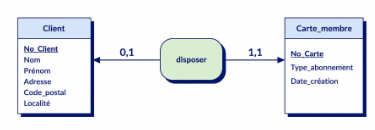 Client
No_Client
Nom
Prénom
Adresse
Code_postal
Localité
0,1
disposer
1,1
Carte_membre
No_Carte
Type_abonnement
Date_création